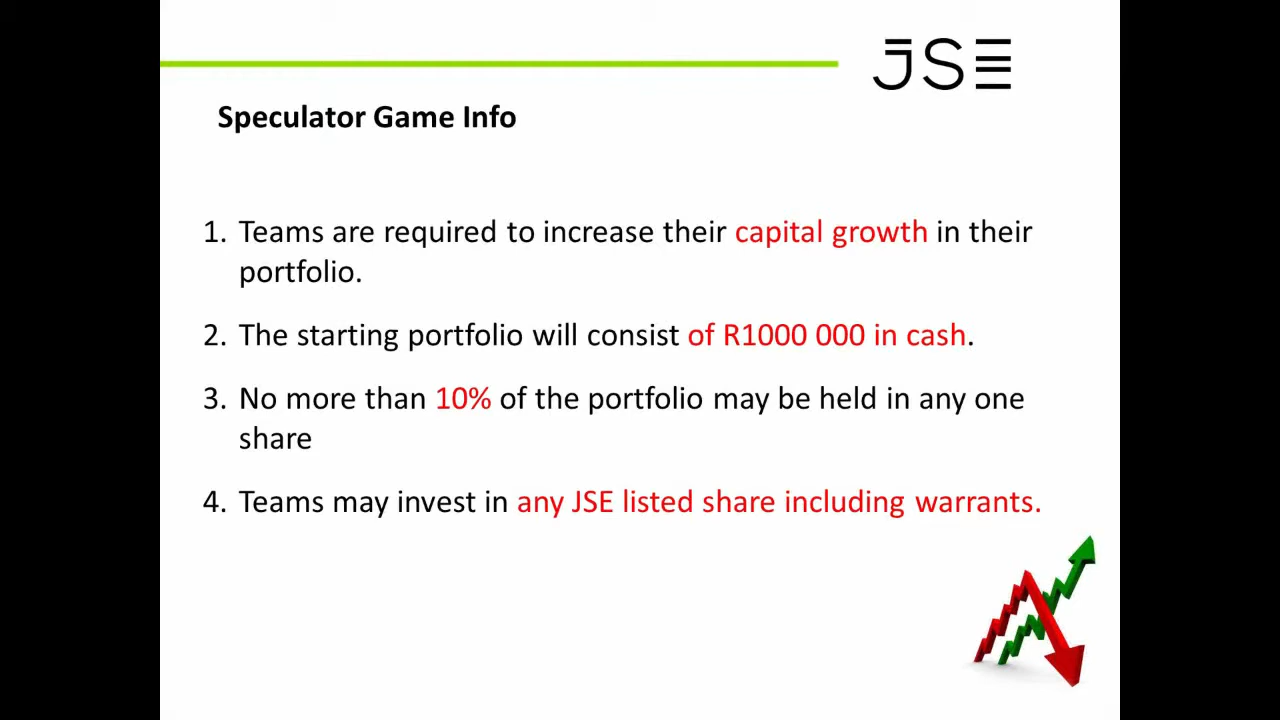 JSE
Speculator Game Info
1. Teams are required to increase their capital growth in their
portfolio.
2. The starting portfolio will consist of R1000 000 in cash.
3. No more than 10% of the portfolio may be held in any one
share
4. Teams may invest in any JSE listed share including warrants.